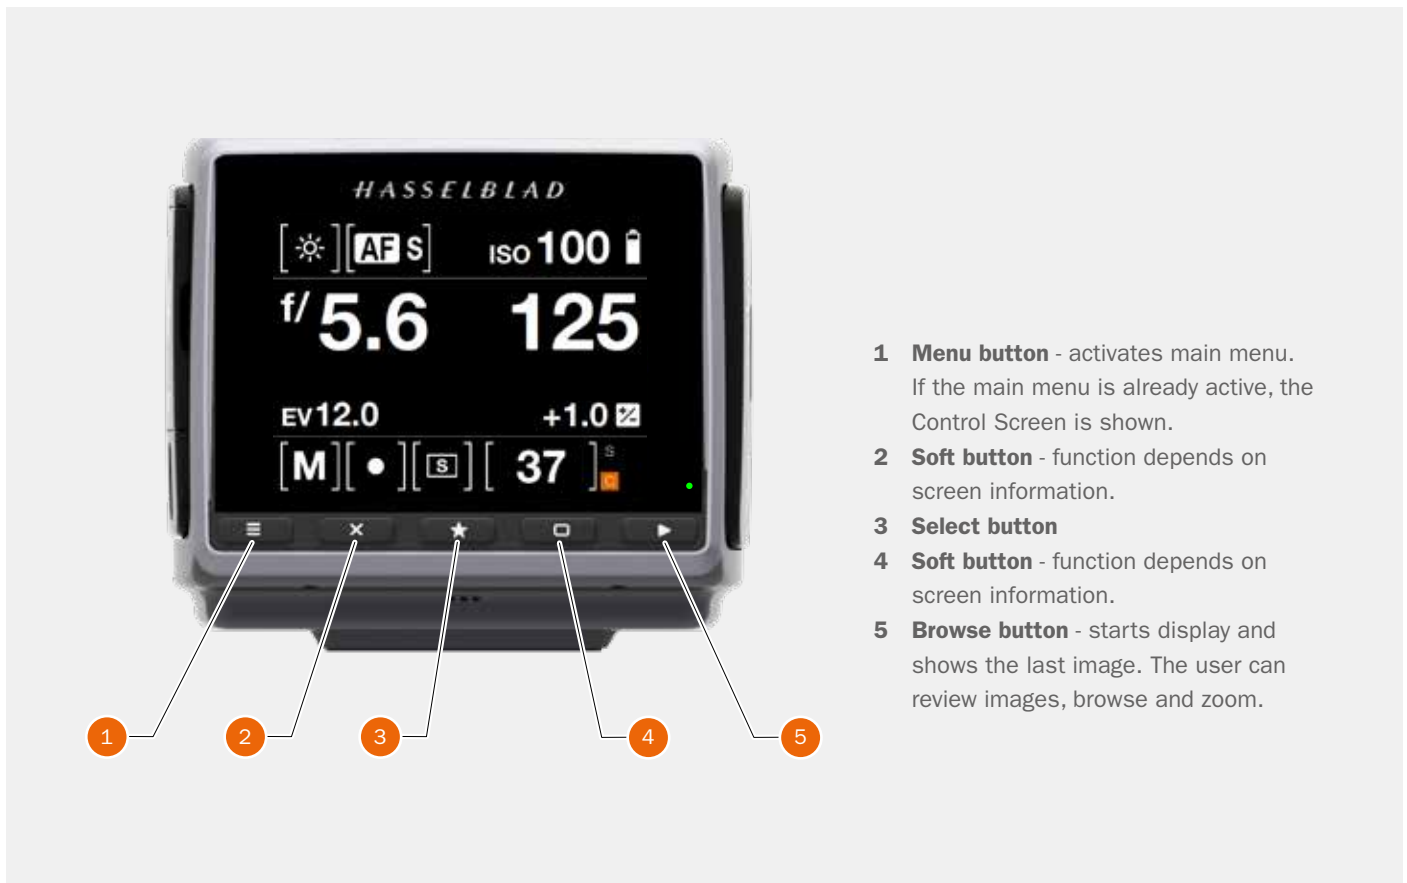 HASSELBLAD
AF S ISO 100
f/ 5.6 125
EV 12.0 +1.0
M S 37 S
C
1 Menu button - activates main menu.
If the main menu is already active, the
Control Screen is shown.
2 Soft button - function depends on
screen information.
3 Select button
4 Soft button - function depends on
screen information.
5 Browse button - starts display and
shows the last image. The user can
review images, browse and zoom.
1 2 3 4 5